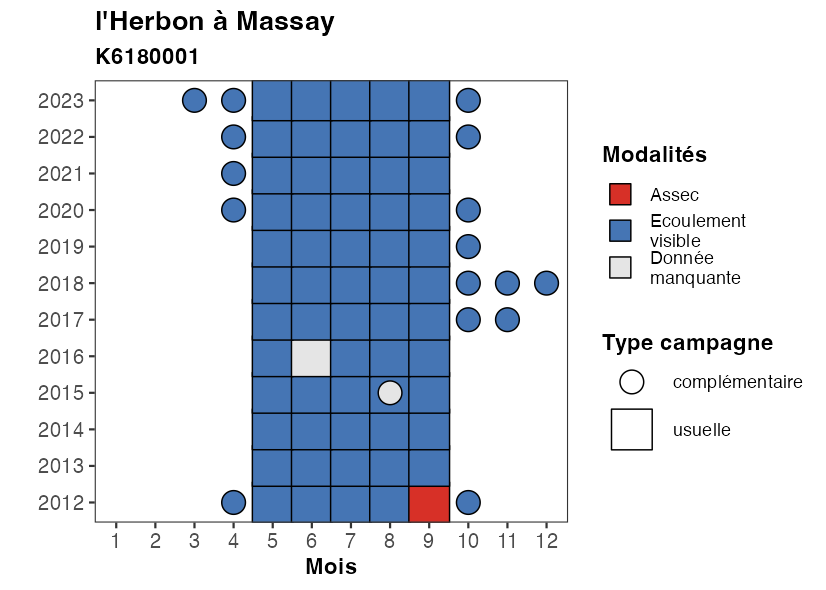 l'Herbon à Massay
K6180001
2023
2022
2021
2020
2019
2018
2017
2016
2015
2014
2013
2012
1 2 3 4 5 6 7 8 9 10 11 12
Mois
Modalités
Assec
Ecoulement
visible
Donnée
manquante
Type campagne
complémentaire
usuelle